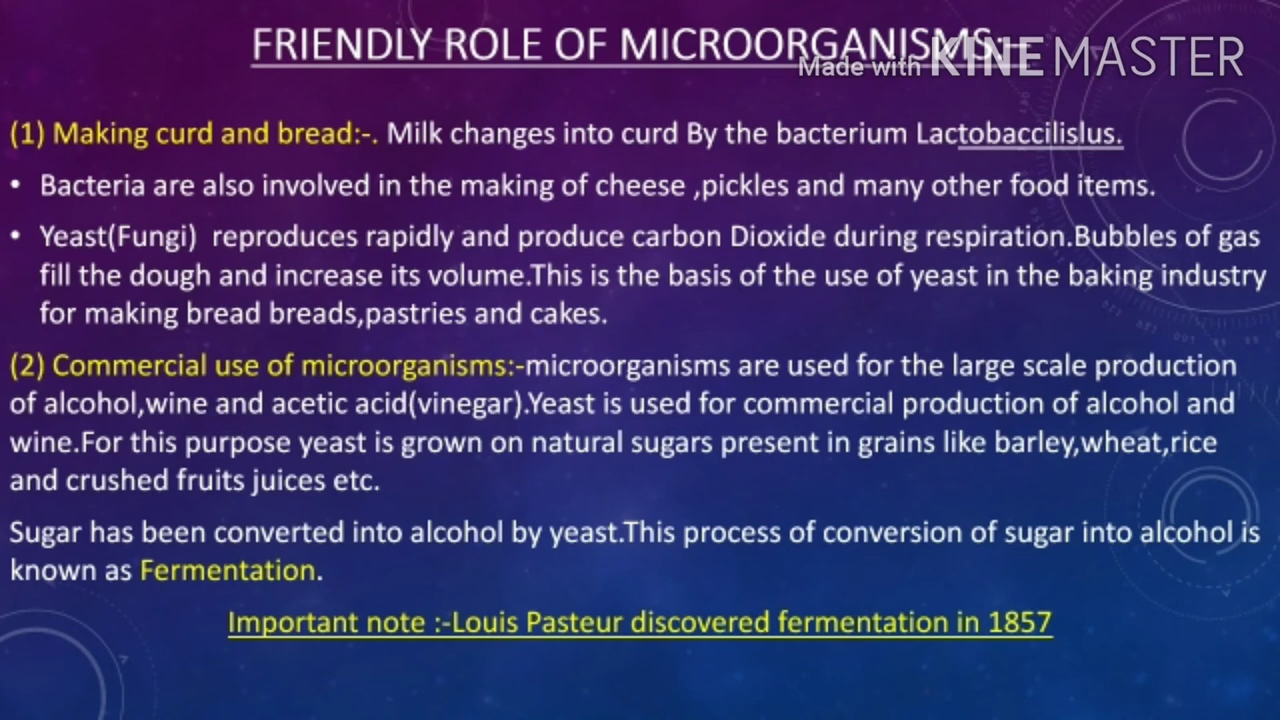 FRIENDLY ROLE OF MICROORGANISMS:-
Made with KINEMASTER
(1) Making curd and bread:-. Milk changes into curd By the bacterium Lactobaccilislus.
• Bacteria are also involved in the making of cheese ,pickles and many other food items.
• Yeast(Fungi) reproduces rapidly and produce carbon Dioxide during respiration.Bubbles of gas
fill the dough and increase its volume.This is the basis of the use of yeast in the baking industry
for making bread breads,pastries and cakes.
(2) Commercial use of microorganisms:-microorganisms are used for the large scale production
of alcohol,wine and acetic acid(vinegar).Yeast is used for commercial production of alcohol and
wine.For this purpose yeast is grown on natural sugars present in grains like barley,wheat,rice
and crushed fruits juices etc.
Sugar has been converted into alcohol by yeast.This process of conversion of sugar into alcohol is
known as Fermentation.
Important note :-Louis Pasteur discovered fermentation in 1857